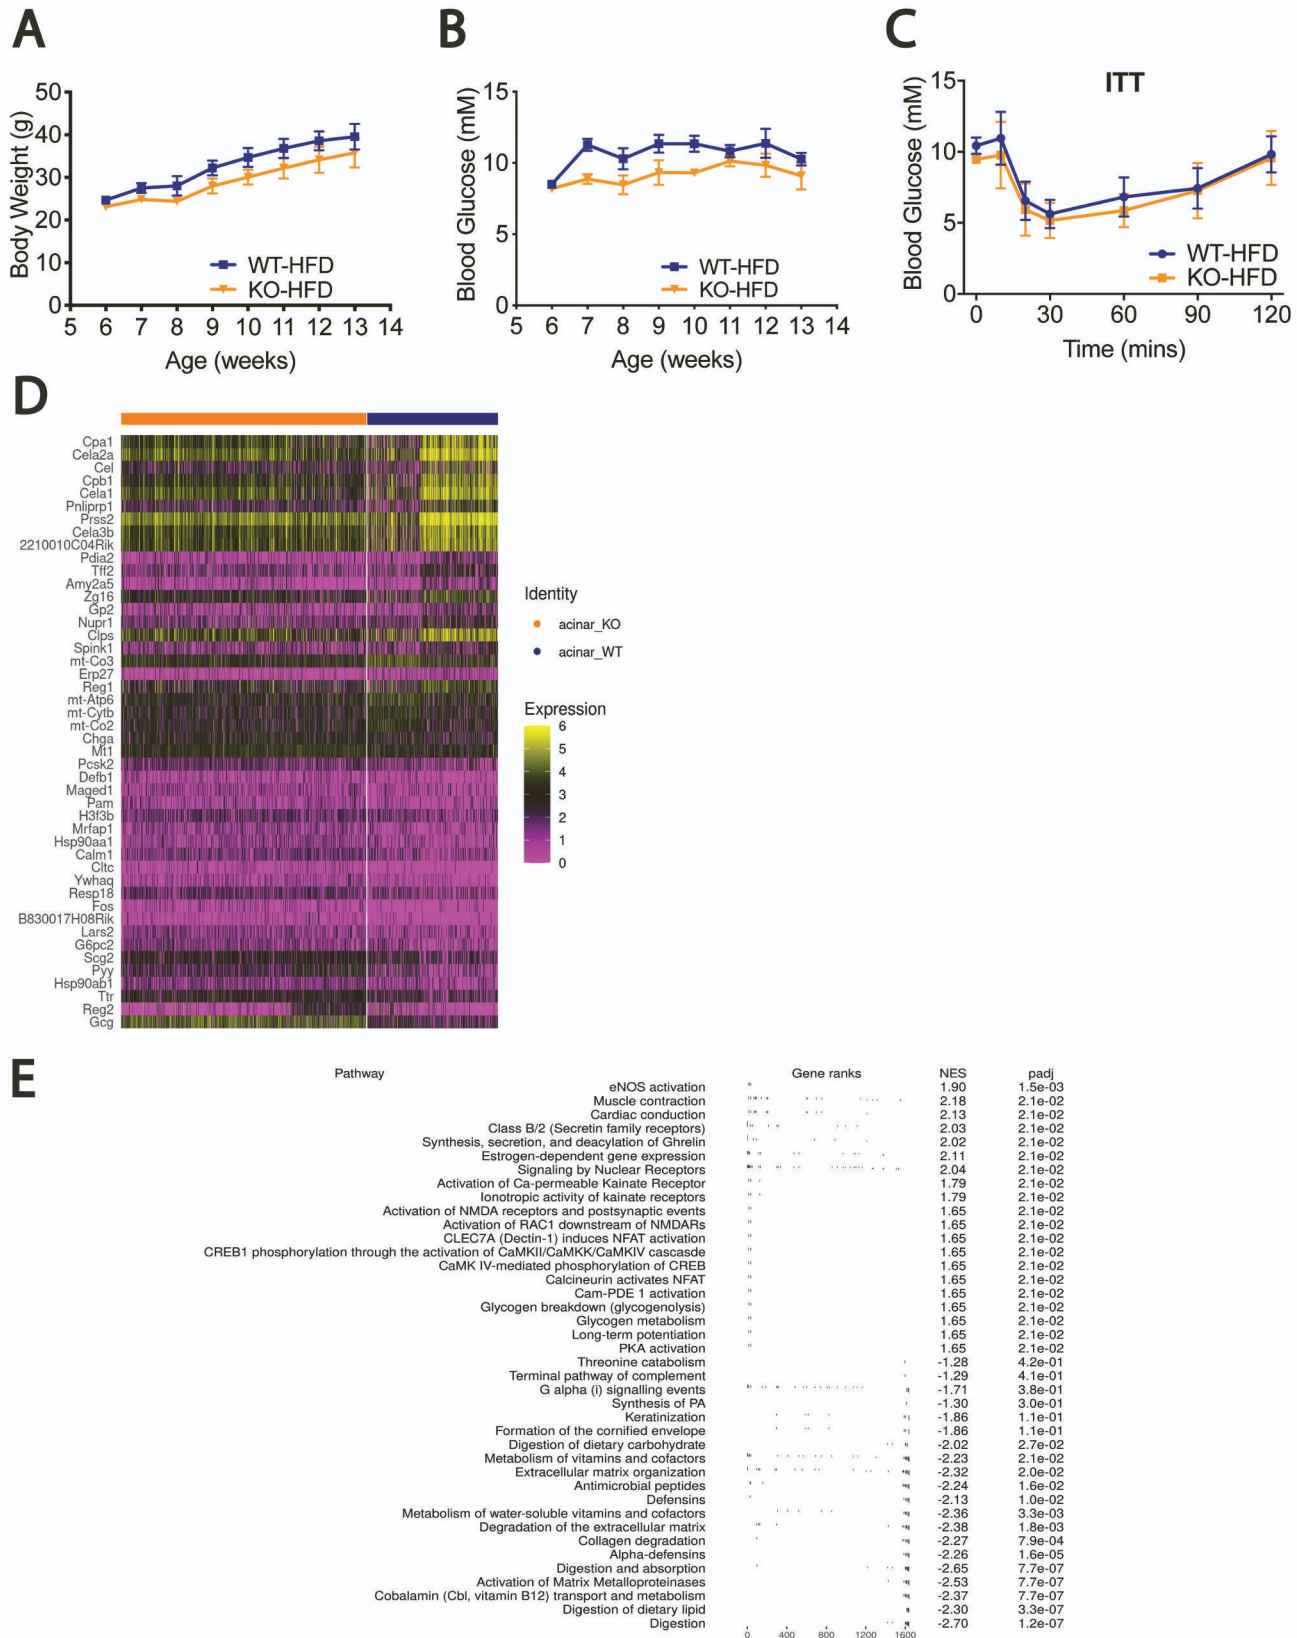 A
Body Weight (g)
50
40
30
20
10
0
5 6 7 8 9 10 11 12 13 14
Age (weeks)
WT-HFD
KO-HFD
B
Blood Glucose (mM)
15
10
5
0
5 6 7 8 9 10 11 12 13 14
Age (weeks)
WT-HFD
KO-HFD
C
ITT
Blood Glucose (mM)
15
10
5
0
0 30 60 90 120
Time (mins)
WT-HFD
KO-HFD
D
Cpa1
Cela2a
Cel
Cpb1
Cela1
Pnliprp1
Prss2
Cela3b
2210010C04Rik
Pdia2
Tff2
Amy2a5
Zg16
Gp2
Nupr1
Clps
Spink1
mt-Co3
Erp27
Reg1
mt-Atp6
mt-Cytb
mt-Co2
Chga
Mt1
Pcsk2
Defb1
Maged1
Pam
H3f3b
Mrfap1
Hsp90aa1
Calm1
Cltc
Ywhaq
Resp18
Fos
B830017H08Rik
Lars2
G6pc2
Scg2
Pyy
Hsp90ab1
Ttr
Reg2
Gcg
Identity
acinar_KO
acinar_WT
Expression
6
5
4
3
2
1
0
E
Pathway Gene ranks NES padj
eNOS activation 1.90 1.5e-03
Muscle contraction 2.18 2.1e-02
Cardiac conduction 2.13 2.1e-02
Class B/2 (Secretin family receptors) 2.03 2.1e-02
Synthesis, secretion, and deacylation of Ghrelin 2.02 2.1e-02
Estrogen-dependent gene expression 2.11 2.1e-02
Signaling by Nuclear Receptors 2.04 2.1e-02
Activation of Ca-permeable Kainate Receptor 1.79 2.1e-02
Ionotropic activity of kainate receptors 1.79 2.1e-02
Activation of NMDA receptors and postsynaptic events 1.65 2.1e-02
Activation of RAC1 downstream of NMDARs 1.65 2.1e-02
CLEC7A (Dectin-1) induces NFAT activation 1.65 2.1e-02
CREB1 phosphorylation through the activation of CaMKII/CaMKK/CaMKIV cascasde 1.65 2.1e-02
CaMK IV-mediated phosphorylation of CREB 1.65 2.1e-02
Calcineurin activates NFAT 1.65 2.1e-02
Cam-PDE 1 activation 1.65 2.1e-02
Glycogen breakdown (glycogenolysis) 1.65 2.1e-02
Glycogen metabolism 1.65 2.1e-02
Long-term potentiation 1.65 2.1e-02
PKA activation 1.65 2.1e-02
Threonine catabolism -1.28 4.2e-01
Terminal pathway of complement -1.29 4.1e-01
G alpha (i) signalling events -1.71 3.8e-01
Synthesis of PA -1.30 3.0e-01
Keratinization -1.86 1.1e-01
Formation of the cornified envelope -1.86 1.1e-01
Digestion of dietary carbohydrate -2.02 2.7e-02
Metabolism of vitamins and cofactors -2.23 2.1e-02
Extracellular matrix organization -2.32 2.0e-02
Antimicrobial peptides -2.24 1.6e-02
Defensins -2.13 1.0e-02
Metabolism of water-soluble vitamins and cofactors -2.36 3.3e-03
Degradation of the extracellular matrix -2.38 1.8e-03
Collagen degradation -2.27 7.9e-04
Alpha-defensins -2.26 1.6e-05
Digestion and absorption -2.65 7.7e-07
Activation of Matrix Metalloproteinases -2.53 7.7e-07
Cobalamin (Cbl, vitamin B12) transport and metabolism -2.37 7.7e-07
Digestion of dietary lipid -2.30 3.3e-07
Digestion -2.70 1.2e-07
0 400 800 1200 1600